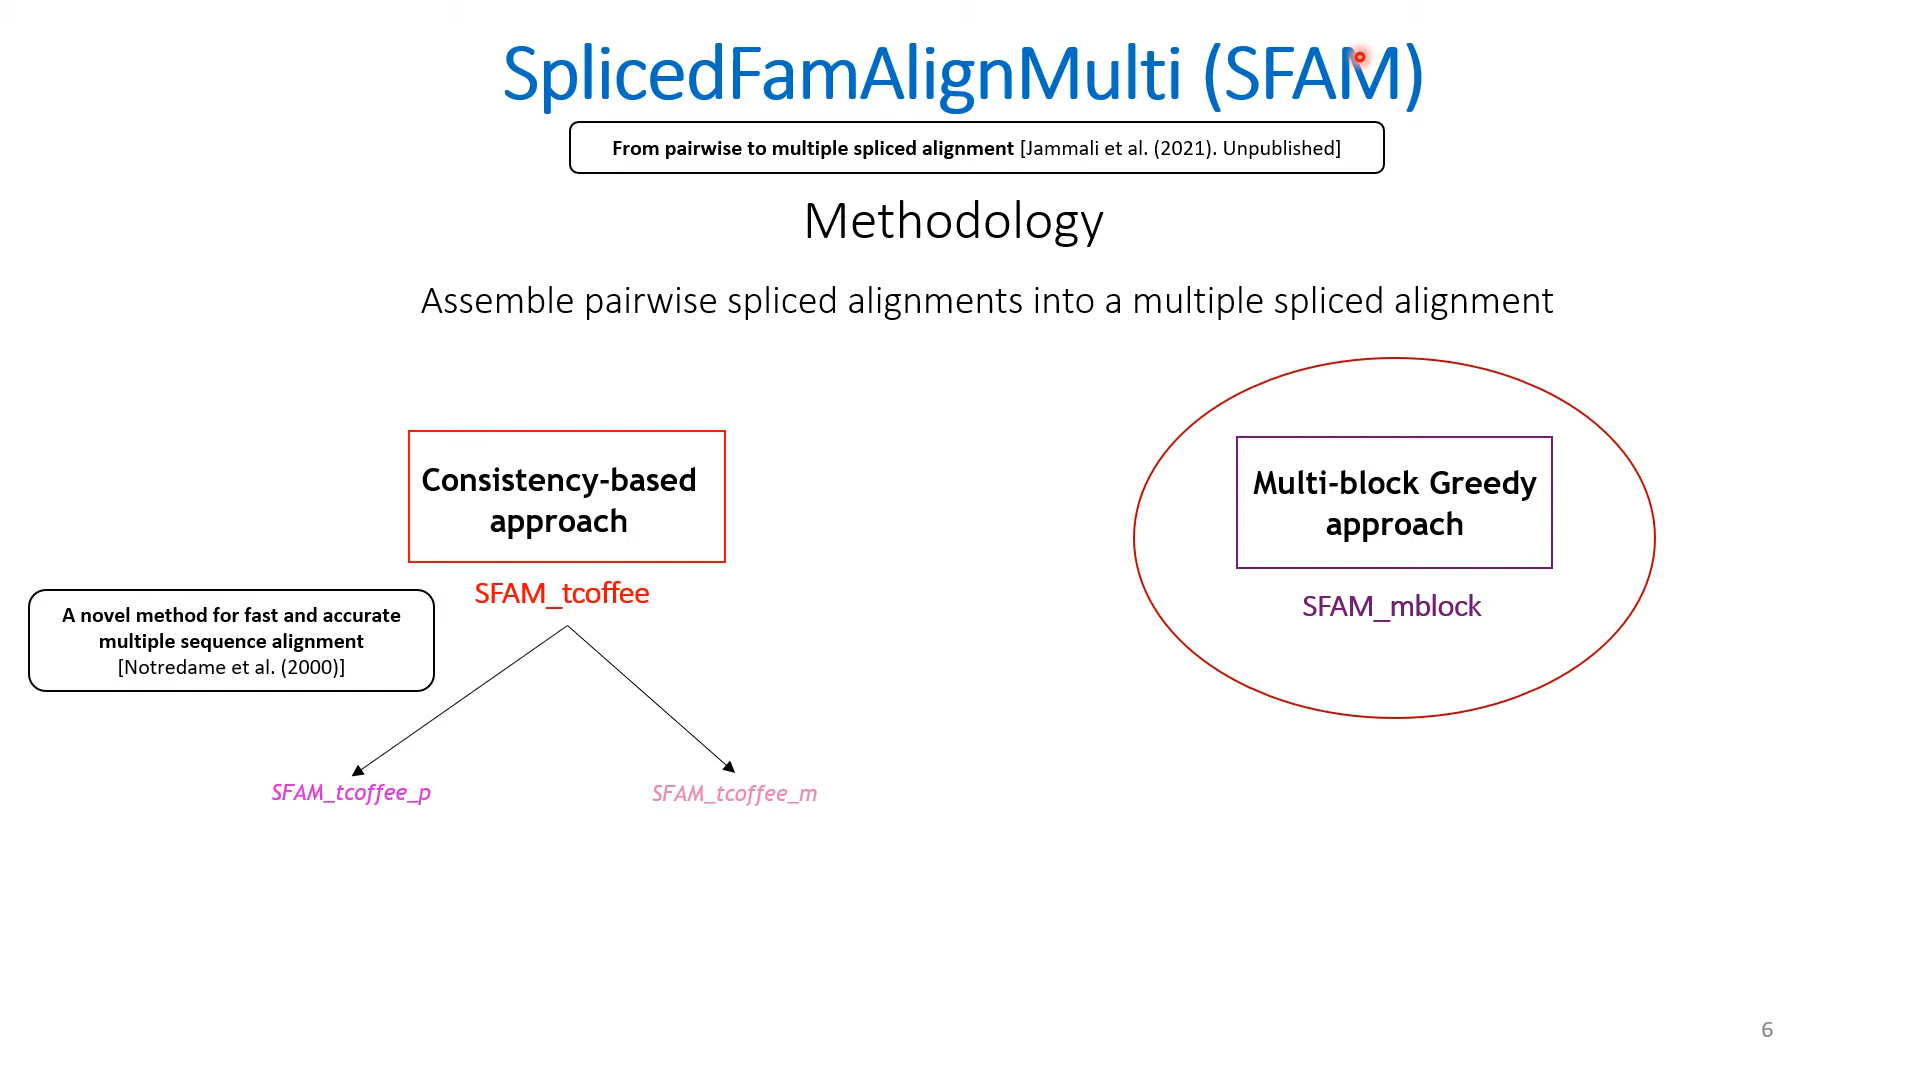 SplicedFamAlignMulti (SFAM)
From pairwise to multiple spliced alignment [Jammali et al. (2021). Unpublished]
Methodology
Assemble pairwise spliced alignments into a multiple spliced alignment
Consistency-based
approach
SFAM_tcoffee
A novel method for fast and accurate
multiple sequence alignment
[Notredame et al. (2000)]
SFAM_tcoffee_p
SFAM_tcoffee_m
Multi-block Greedy
approach
SFAM_mblock
6